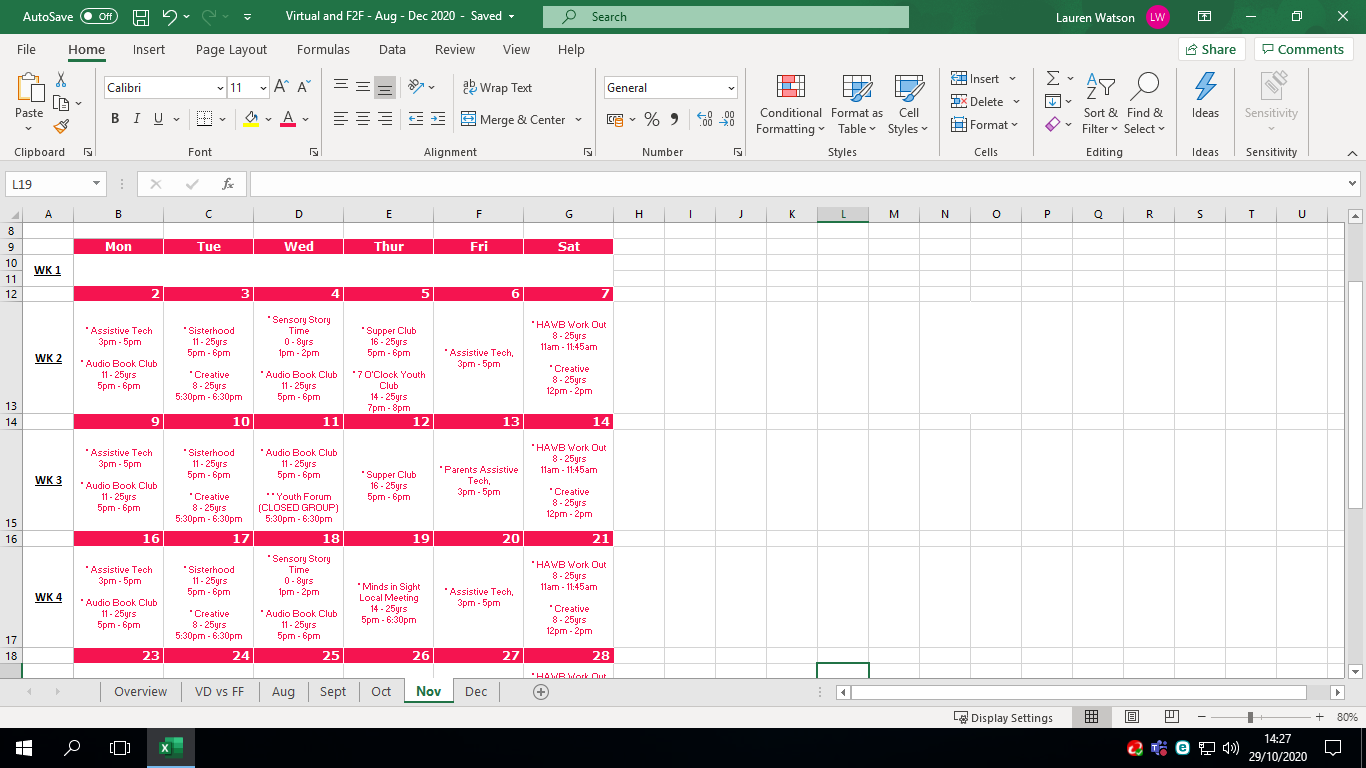 AutoSave Off Virtual and F2F - Aug - Dec 2020 - Saved Search Lauren Watson LW
File Home Insert Page Layout Formulas Data Review View Help Share Comments
Paste Calibri 11 Wrap Text General Conditional Formatting Format as Table Cell Styles Insert Sort & Filter Find & Select Ideas Sensitivity
B I U Merge & Center Delete
Format
Clipboard Font Alignment Number Styles Cells Editing Ideas Sensitivity
L19 fx
A B C D E F G H I J K L M N O P Q R S T U
8
9 Mon Tue Wed Thur Fri Sat
10
WK 1
11
12 2 3 4 5 6 7
WK 2
13
* Assistive Tech
3pm - 5pm
* Audio Book Club
11 - 25yrs
5pm - 6pm
* Sisterhood
11 - 25yrs
5pm - 6pm
* Creative
8 - 25yrs
5:30pm - 6:30pm
* Sensory Story
Time
0 - 8yrs
1pm - 2pm
* Audio Book Club
11 - 25yrs
5pm - 6pm
* Supper Club
16 - 25yrs
5pm - 6pm
* 7 O'Clock Youth
Club
14 - 25yrs
7pm - 8pm
* Assistive Tech,
3pm - 5pm
* HAWB Work Out
8 - 25yrs
11am - 11:45am
* Creative
8 - 25yrs
12pm - 2pm
14 9 10 11 12 13 14
WK 3
15
* Assistive Tech
3pm - 5pm
* Audio Book Club
11 - 25yrs
5pm - 6pm
* Sisterhood
11 - 25yrs
5pm - 6pm
* Creative
8 - 25yrs
5:30pm - 6:30pm
* Audio Book Club
11 - 25yrs
5pm - 6pm
* * Youth Forum
(CLOSED GROUP)
5:30pm - 6:30pm
* Supper Club
16 - 25yrs
5pm - 6pm
* Parents Assistive
Tech,
3pm - 5pm
* HAWB Work Out
8 - 25yrs
11am - 11:45am
* Creative
8 - 25yrs
12pm - 2pm
16 16 17 18 19 20 21
WK 4
17
* Assistive Tech
3pm - 5pm
* Audio Book Club
11 - 25yrs
5pm - 6pm
* Sisterhood
11 - 25yrs
5pm - 6pm
* Creative
8 - 25yrs
5:30pm - 6:30pm
* Sensory Story
Time
0 - 8yrs
1pm - 2pm
* Audio Book Club
11 - 25yrs
5pm - 6pm
* Minds in Sight
Local Meeting
14 - 25yrs
5pm - 6:30pm
* Assistive Tech,
3pm - 5pm
* HAWB Work Out
8 - 25yrs
11am - 11:45am
* Creative
8 - 25yrs
12pm - 2pm
18 23 24 25 26 27 28
* HAWB Work Out
Overview VD vs FF Aug Sept Oct Nov Dec
Display Settings 80%
14:27
29/10/2020